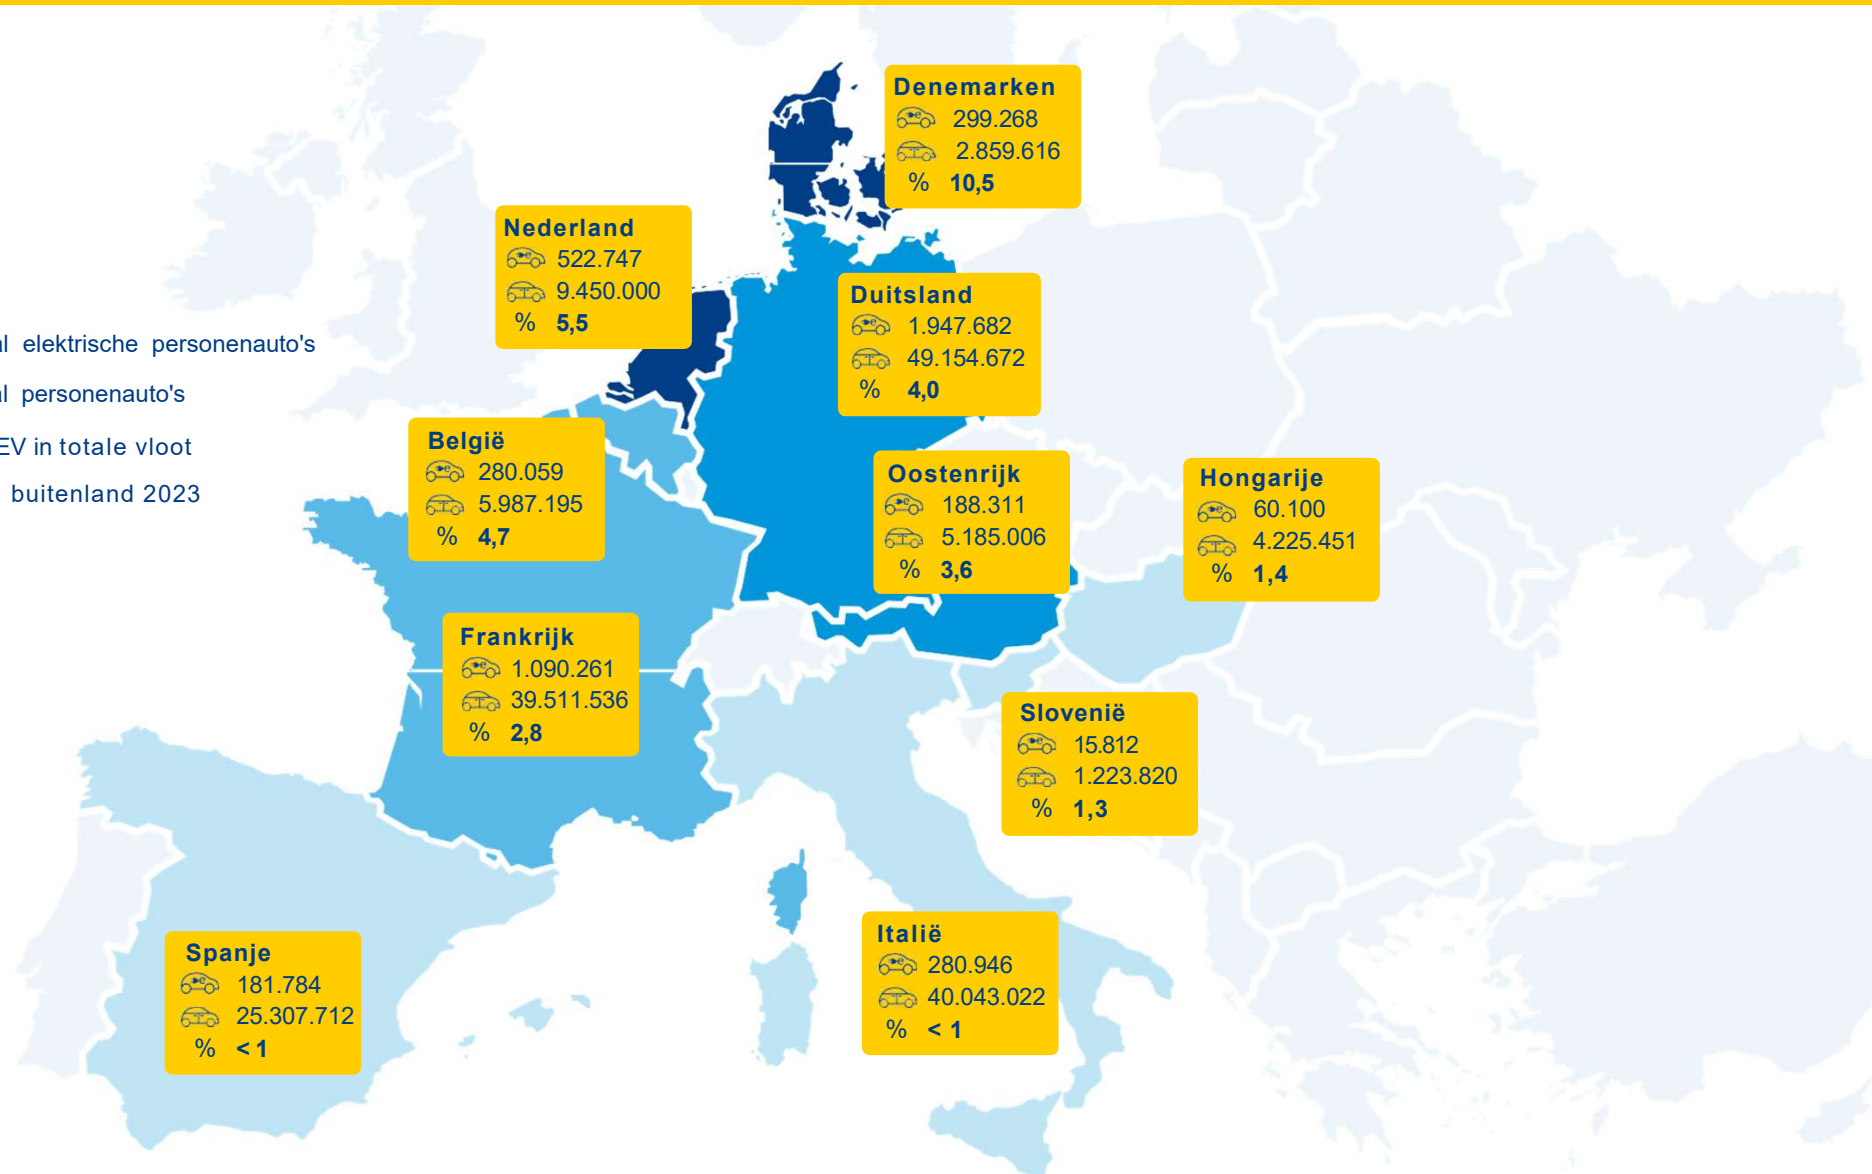 elektrische personenauto's
personenauto's
EV in totale vloot
buitenland 2023
Denemarken
299.268
2.859.616
% 10,5
Nederland
522.747
9.450.000
% 5,5
Duitsland
1.947.682
49.154.672
% 4,0
België
280.059
5.987.195
% 4,7
Oostenrijk
188.311
5.185.006
% 3,6
Hongarije
60.100
4.225.451
% 1,4
Frankrijk
1.090.261
39.511.536
% 2,8
Slovenië
15.812
1.223.820
% 1,3
Spanje
181.784
25.307.712
% < 1
Italië
280.946
40.043.022
% < 1